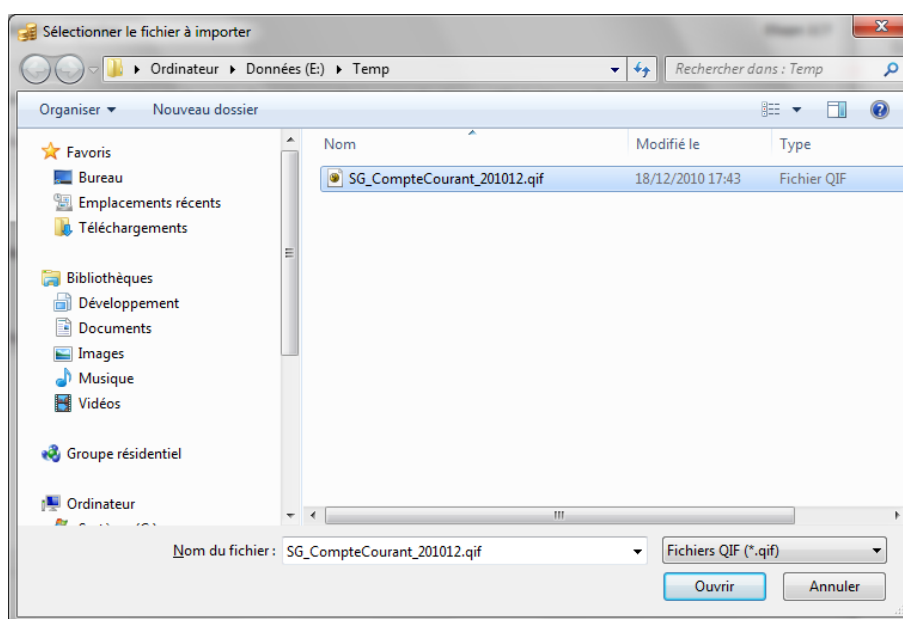 Sélectionner le fichier à importer
Ordinateur Données (E:) Temp
Rechercher dans : Temp
Organiser Nouveau dossier
Nom Modifié le Type
SG_CompteCourant_201012.qif 18/12/2010 17:43 Fichier QIF
Favoris
Bureau
Emplacements récents
Téléchargements
Bibliothèques
Développement
Documents
Images
Musique
Vidéos
Groupe résidentiel
Ordinateur
Nom du fichier : SG_CompteCourant_201012.qif Fichiers QIF (*.qif)
Ouvrir Annuler